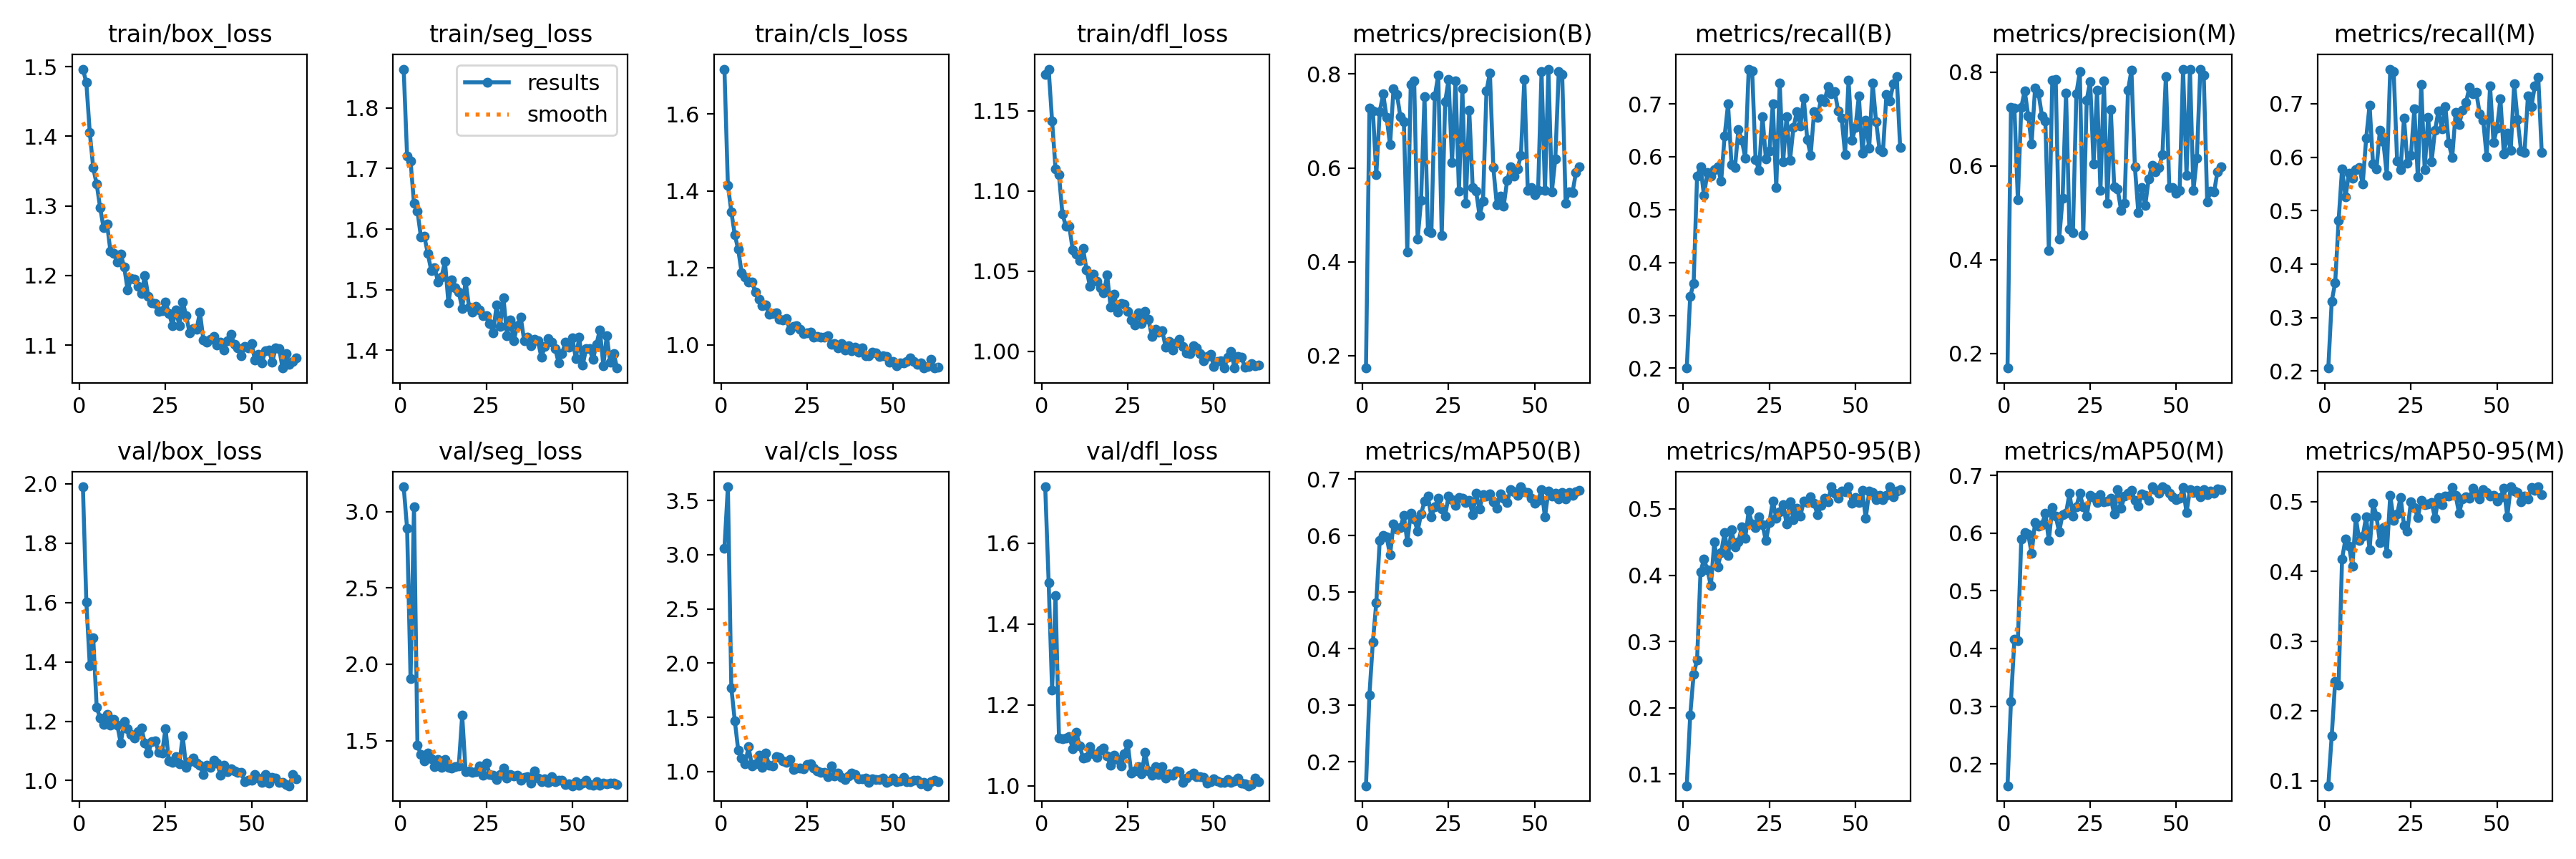 train/box_loss
train/seg_loss
train/cls_loss
train/dfl_loss
metrics/precision(B)
metrics/recall(B)
metrics/precision(M)
metrics/recall(M)
results
smooth
1.5
1.4
1.3
1.2
1.1
0 25 50
1.8
1.7
1.6
1.5
1.4
0 25 50
1.6
1.4
1.2
1.0
0 25 50
1.15
1.10
1.05
1.00
0 25 50
0.8
0.6
0.4
0.2
0 25 50
0.7
0.6
0.5
0.4
0.3
0.2
0 25 50
0.8
0.6
0.4
0.2
0 25 50
0.7
0.6
0.5
0.4
0.3
0.2
0 25 50
val/box_loss
val/seg_loss
val/cls_loss
val/dfl_loss
metrics/mAP50(B)
metrics/mAP50-95(B)
metrics/mAP50(M)
metrics/mAP50-95(M)
2.0
1.8
1.6
1.4
1.2
1.0
0 25 50
3.0
2.5
2.0
1.5
0 25 50
3.5
3.0
2.5
2.0
1.5
1.0
0 25 50
1.6
1.4
1.2
1.0
0 25 50
0.7
0.6
0.5
0.4
0.3
0.2
0 25 50
0.5
0.4
0.3
0.2
0.1
0 25 50
0.7
0.6
0.5
0.4
0.3
0.2
0 25 50
0.5
0.4
0.3
0.2
0.1
0 25 50